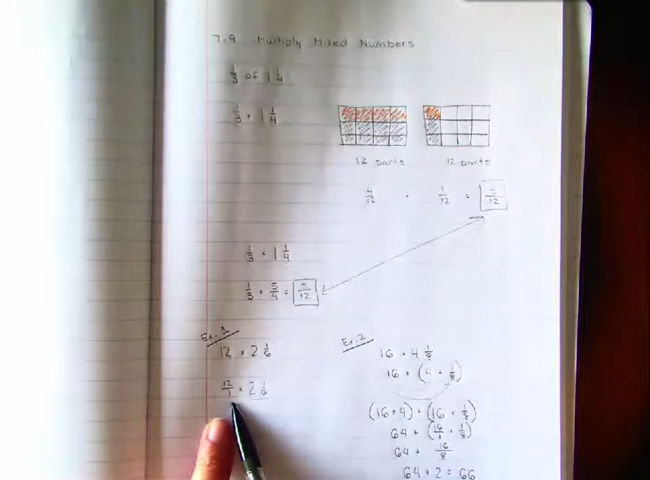 7.9 Multiply Mixed Numbers
1/3 of 1 1/4
1/3 × 1 1/4
12 parts 12 parts
4/12 + 1/12 = 5/12
1/3 × 1 1/4
1/3 × 5/4 = 5/12
Ex. 1
12 × 2 1/6
12/1 × 2 1/6
Ex. 2
16 × 4 1/8
16 × (4 + 1/8)
(16 × 4) + (16 × 1/8)
64 + (16/1 × 1/8)
64 + 16/8
64 + 2 = 66